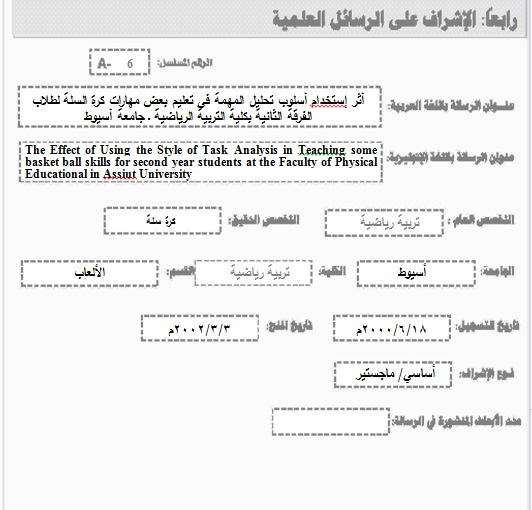 رابعاً: الإشراف على الرسائل العلمية
الرقم المسلسل: A- 6
عنوان الرسالة باللغة العربية: أثر إستخدام أسلوب تحليل المهمة في تعليم بعض مهارات كرة السلة لطلاب
الفرقة الثانية بكلية التربية الرياضية . جامعة أسيوط
عنوان الرسالة باللغة الإنجليزية: The Effect of Using the Style of Task Analysis in Teaching some
basket ball skills for second year students at the Faculty of Physical
Educational in Assiut University
التخصص العام : تربية رياضية التخصص الدقيق: كرة سلة
الجامعة: أسيوط الكلية: تربية رياضية القسم: الألعاب
تاريخ التسجيل: ٢٠٠٠/٦/١٨م تاريخ المنح: ٢٠٠٢/٣/٣م
نوع الإشراف: أساسي/ ماجستير
عدد الأبحاث المنشورة في الرسالة: